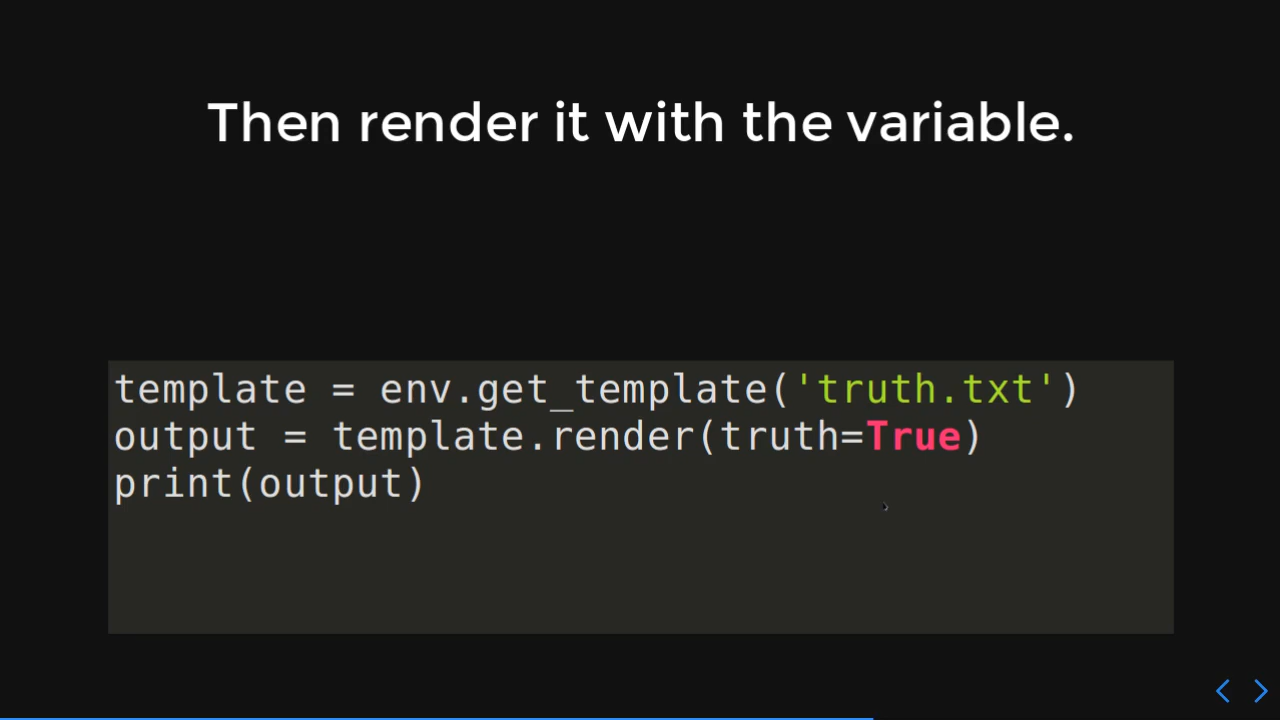 Then render it with the variable.
template = env.get_template('truth.txt')
output = template.render(truth=True)
print(output)